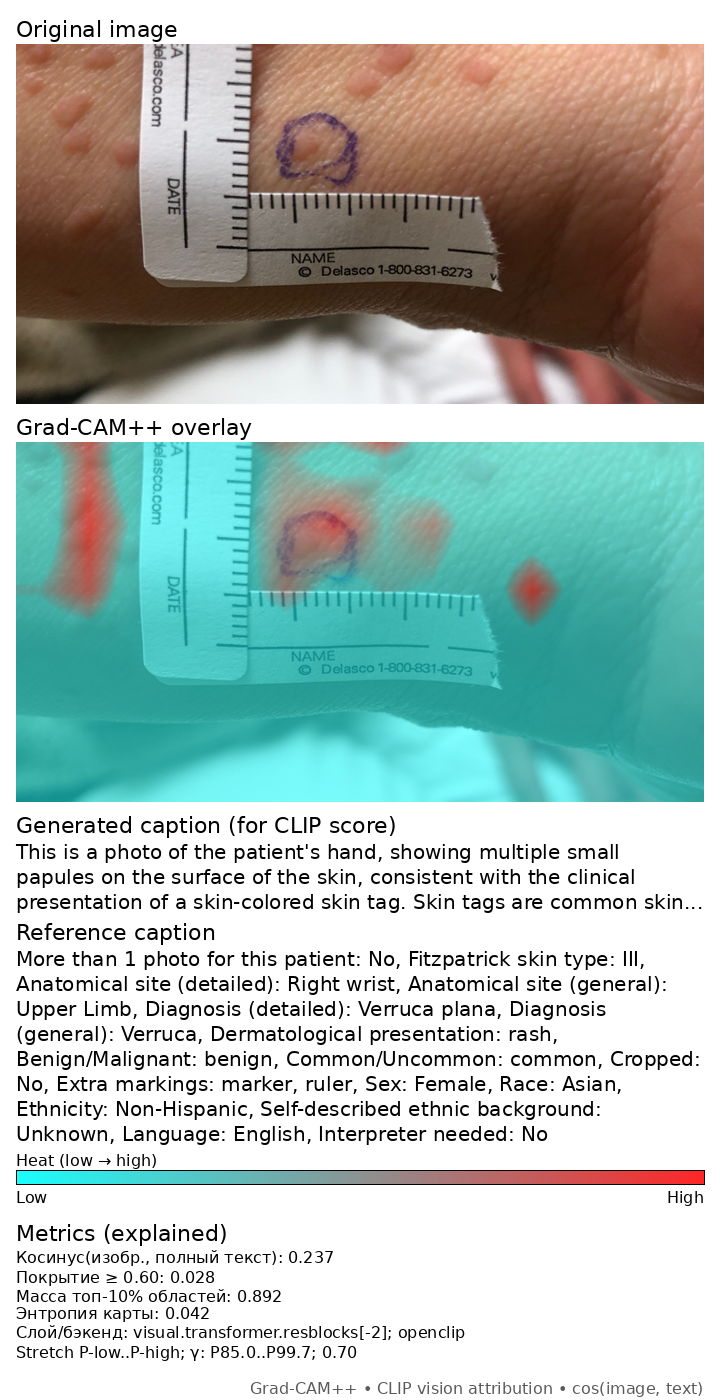 Original image
EA
Delasco.com
DATE
NAME
© Delasco 1-800-831-6273
Grad-CAM++ overlay
EA
Delasco.com
DATE
NAME
© Delasco 1-800-831-6273
Generated caption (for CLIP score)
This is a photo of the patient's hand, showing multiple small
papules on the surface of the skin, consistent with the clinical
presentation of a skin-colored skin tag. Skin tags are common skin...
Reference caption
More than 1 photo for this patient: No, Fitzpatrick skin type: III,
Anatomical site (detailed): Right wrist, Anatomical site (general):
Upper Limb, Diagnosis (detailed): Verruca plana, Diagnosis
(general): Verruca, Dermatological presentation: rash,
Benign/Malignant: benign, Common/Uncommon: common, Cropped:
No, Extra markings: marker, ruler, Sex: Female, Race: Asian,
Ethnicity: Non-Hispanic, Self-described ethnic background:
Unknown, Language: English, Interpreter needed: No
Heat (low → high)
Low High
Metrics (explained)
Косинус(изобр., полный текст): 0.237
Покрытие ≥ 0.60: 0.028
Масса топ-10% областей: 0.892
Энтропия карты: 0.042
Слой/бэкенд: visual.transformer.resblocks[-2]; openclip
Stretch P-low..P-high; γ: P85.0..P99.7; 0.70
Grad-CAM++ • CLIP vision attribution • cos(image, text)